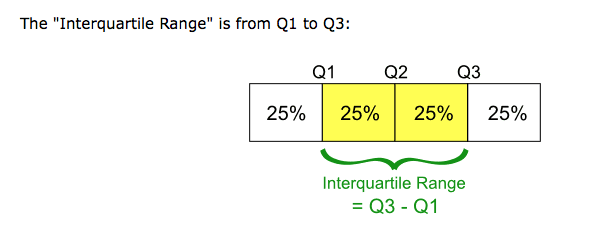 The "Interquartile Range" is from Q1 to Q3:
Q1 Q2 Q3
25% 25% 25% 25%
Interquartile Range
= Q3 - Q1